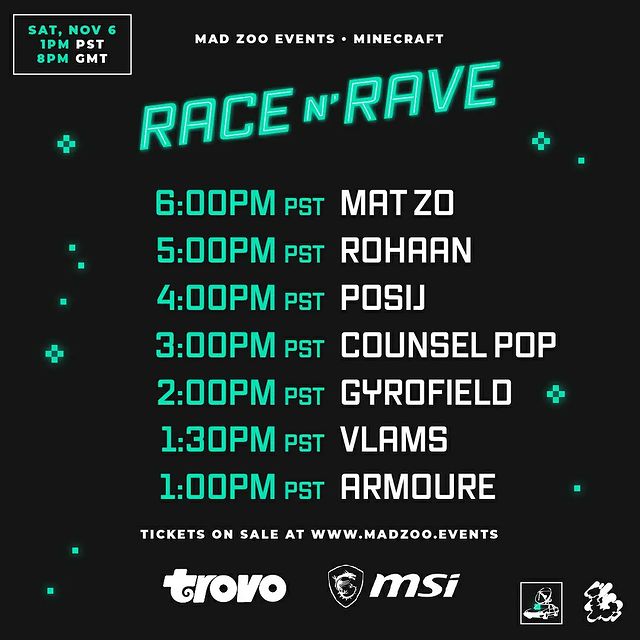 SAT, NOV 6
1PM PST
8PM GMT
MAD ZOO EVENTS • MINECRAFT
RACE N' RAVE
6:00PM PST MAT ZO
5:00PM PST ROHAAN
4:00PM PST POSIJ
3:00PM PST COUNSEL POP
2:00PM PST GYROFIELD
1:30PM PST VLAMS
1:00PM PST ARMOURE
TICKETS ON SALE AT WWW.MADZOO.EVENTS
trovo msi